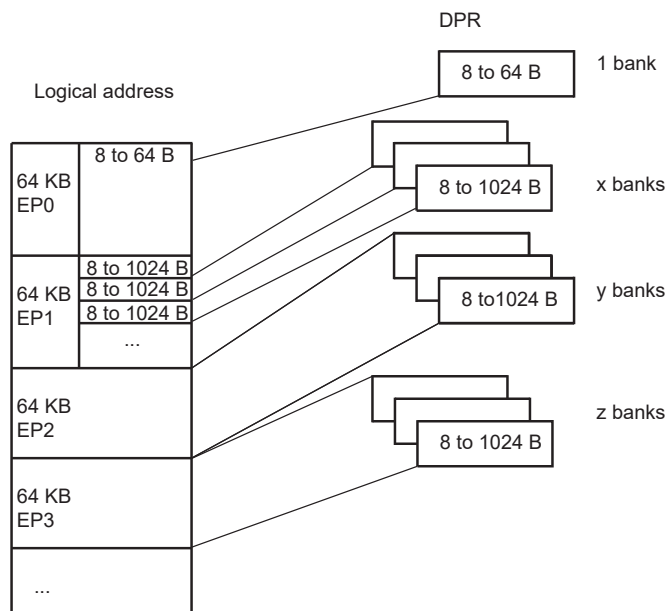 DPR
8 to 64 B
1 bank
Logical address
8 to 64 B
64 KB
EP0
8 to 1024 B
x banks
8 to 1024 B
8 to 1024 B
8 to 1024 B
64 KB
EP1
...
8 to1024 B
y banks
64 KB
EP2
8 to 1024 B
z banks
64 KB
EP3
...